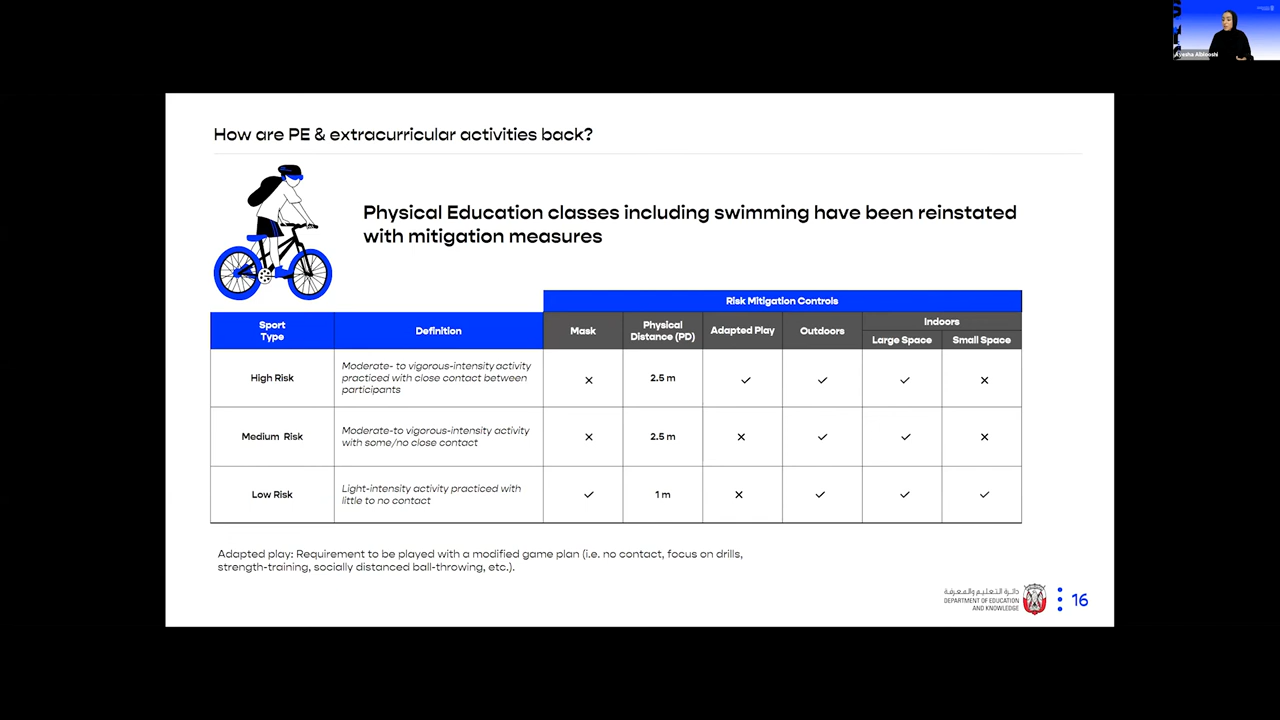 Ayesha Albloushi
How are PE & extracurricular activities back?
Physical Education classes including swimming have been reinstated
with mitigation measures
Risk Mitigation Controls
Sport
Type
Definition
Mask
Physical
Distance (PD)
Adapted Play
Outdoors
Indoors
Large Space
Small Space
High Risk
Moderate- to vigorous-intensity activity
practiced with close contact between
participants
✕
2.5 m
✓
✓
✓
✕
Medium Risk
Moderate-to vigorous-intensity activity
with some/no close contact
✕
2.5 m
✕
✓
✓
✕
Low Risk
Light-intensity activity practiced with
little to no contact
✓
1 m
✕
✓
✓
✓
Adapted play: Requirement to be played with a modified game plan (i.e. no contact, focus on drills,
strength-training, socially distanced ball-throwing, etc.).
دائرة التعليم والمعرفة
DEPARTMENT OF EDUCATION
AND KNOWLEDGE
16